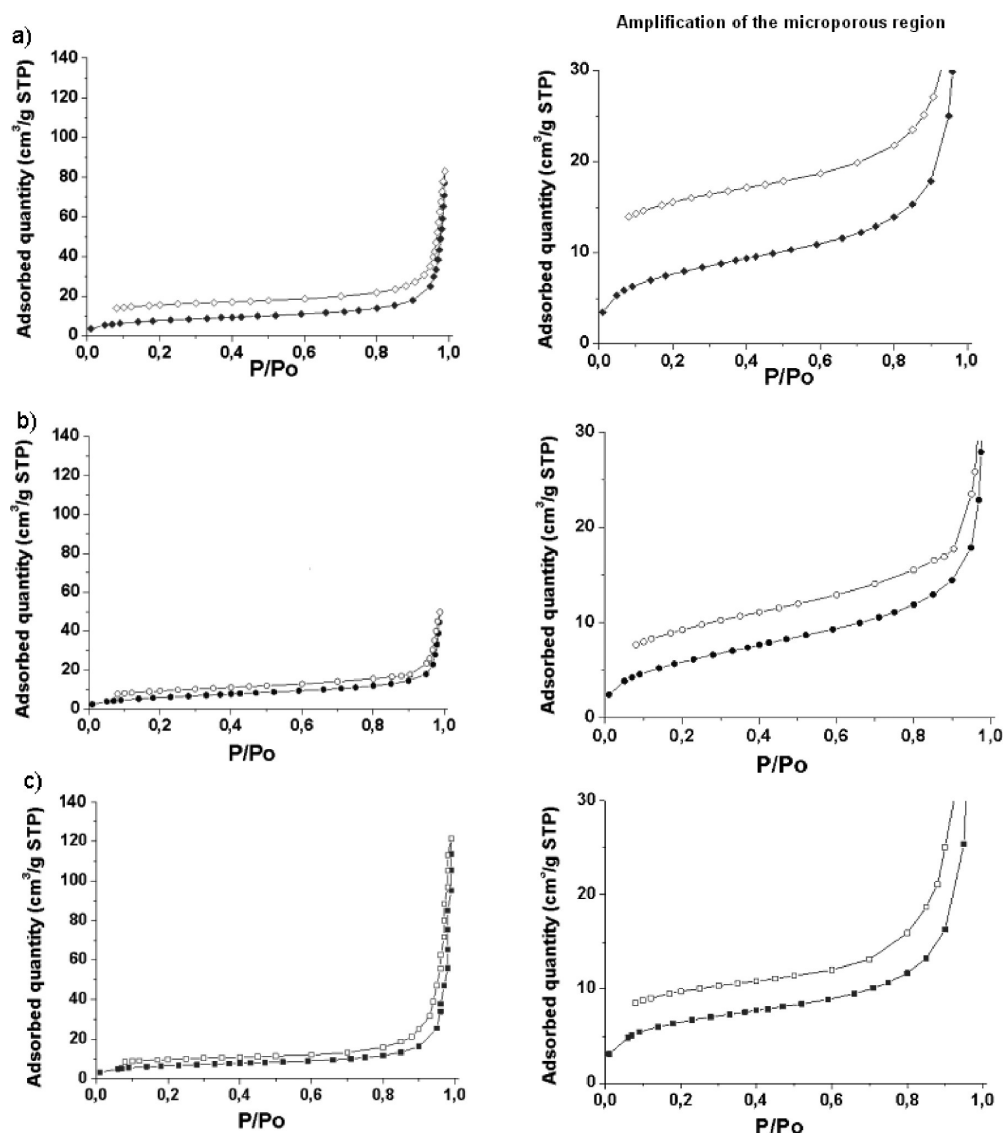 Amplification of the microporous region
a)
Adsorbed quantity (cm³/g STP)
140
120
100
80
60
40
20
0
0,0 0,2 0,4 0,6 0,8 1,0
P/Po
Adsorbed quantity (cm³/g STP)
30
20
10
0
0,0 0,2 0,4 0,6 0,8 1,0
P/Po
b)
Adsorbed quantity (cm³/g STP)
140
120
100
80
60
40
20
0
0,0 0,2 0,4 0,6 0,8 1,0
P/Po
Adsorbed quantity (cm³/g STP)
30
20
10
0
0,0 0,2 0,4 0,6 0,8 1,0
P/Po
c)
Adsorbed quantity (cm³/g STP)
140
120
100
80
60
40
20
0
0,0 0,2 0,4 0,6 0,8 1,0
P/Po
Adsorbed quantity (cm³/g STP)
30
20
10
0
0,0 0,2 0,4 0,6 0,8 1,0
P/Po